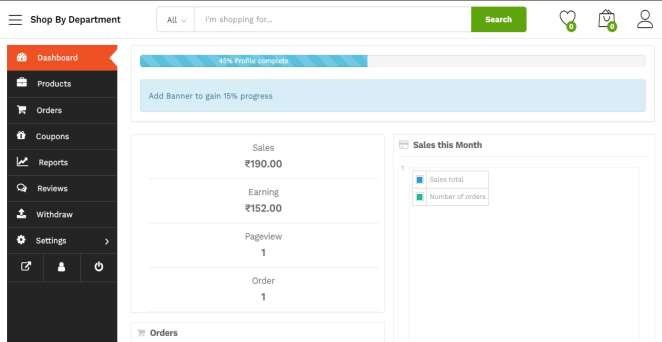 Shop By Department
All
I'm shopping for...
Search
0
0
Dashboard
Products
Orders
Coupons
Reports
Reviews
Withdraw
Settings
45% Profile complete
Add Banner to gain 15% progress
Sales
₹190.00
Earning
₹152.00
Pageview
1
Order
1
Orders
Sales this Month
1
Sales total
Number of orders